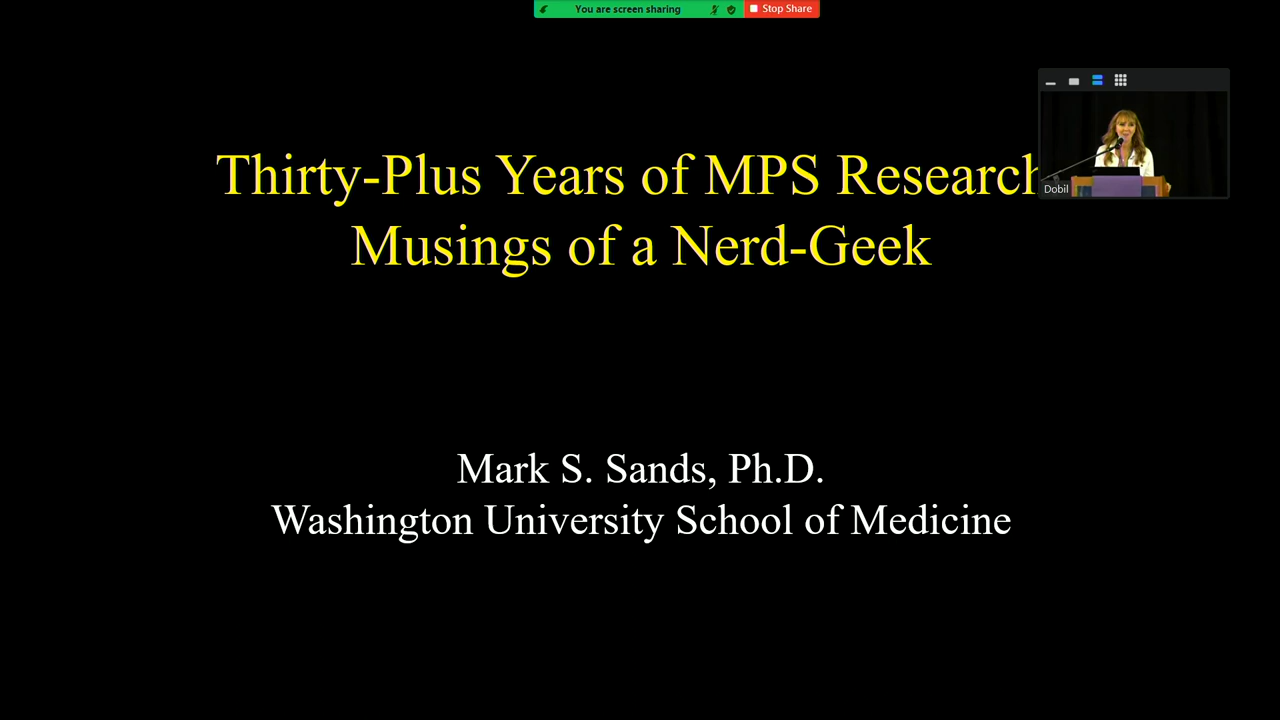 You are screen sharing
Stop Share
Dobil
Thirty-Plus Years of MPS Research
Musings of a Nerd-Geek
Mark S. Sands, Ph.D.
Washington University School of Medicine